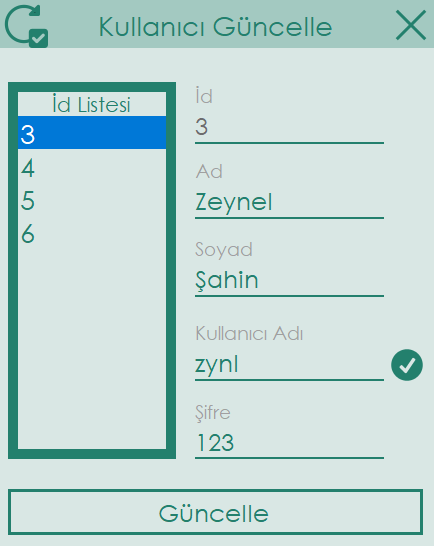 Kullanıcı Güncelle
İd Listesi
3
4
5
6
İd
3
Ad
Zeynel
Soyad
Şahin
Kullanıcı Adı
zynl
Şifre
123
Güncelle